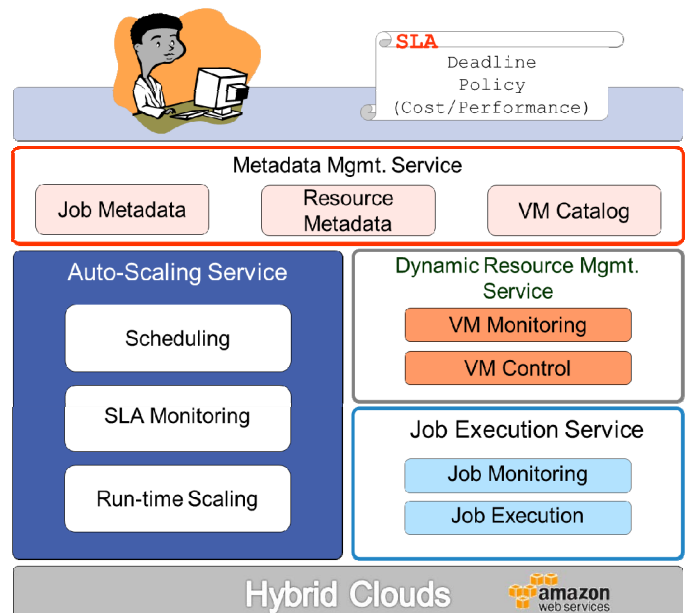 SLA
Deadline
Policy
(Cost/Performance)
Metadata Mgmt. Service
Job Metadata
Resource
Metadata
VM Catalog
Auto-Scaling Service
Scheduling
SLA Monitoring
Run-time Scaling
Dynamic Resource Mgmt.
Service
VM Monitoring
VM Control
Job Execution Service
Job Monitoring
Job Execution
Hybrid Clouds
amazon
web services